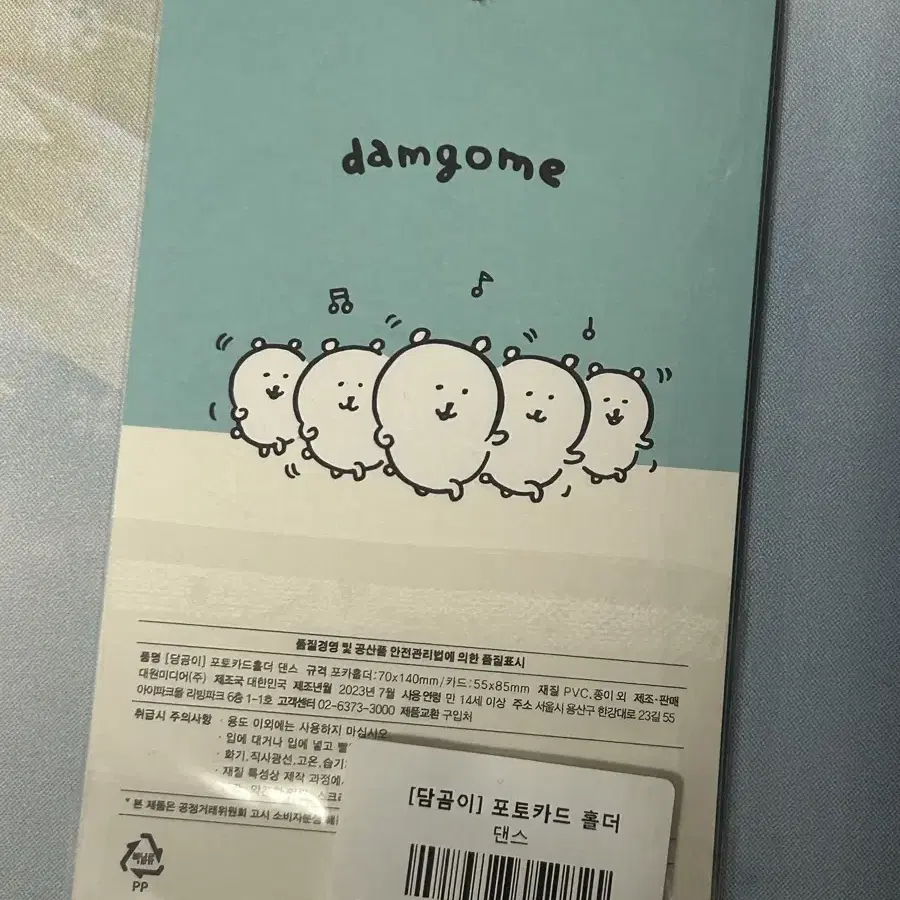 damgome
품질경영 및 공산품 안전관리법에 의한 품질표시
품명 [담곰이] 포토카드홀더 댄스 규격 포카홀더:70x140mm/카드:55x85mm 재질 PVC,종이 외 제조·판매
대원미디어(주) 제조국 대한민국 제조년월 2023년 7월 사용연령 만 14세 이상 주소 서울시 용산구 한강대로 23길 55
아이파크몰 리빙파크 6층 1-1호 고객센터 02-6373-3000 제품교환 구입처
취급시 주의사항 · 용도 이외에는 사용하지 마십시오
· 입에 대거나 입에 넣고 빨
· 화기,직사광선,고온,습기
· 재질 특성상 제작 과정에서
* 본 제품은 공정거래위원회 고시 소비자분쟁 해
비닐류
PP
[담곰이] 포토카드 홀더
댄스